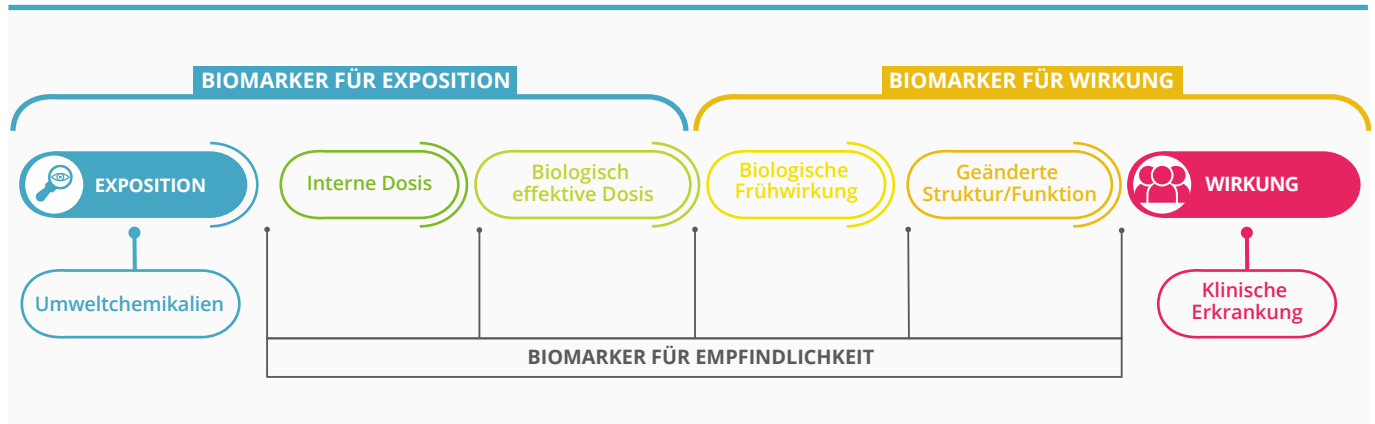 BIOMARKER FÜR EXPOSITION
BIOMARKER FÜR WIRKUNG
EXPOSITION
Interne Dosis
Biologisch
effektive Dosis
Biologische
Frühwirkung
Geänderte
Struktur/Funktion
WIRKUNG
Umweltchemikalien
Klinische
Erkrankung
BIOMARKER FÜR EMPFINDLICHKEIT